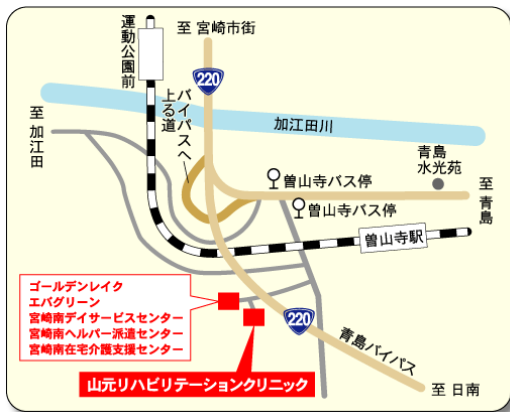 運動公園前
至 宮崎市街
220
バイパスへ
上る道
至 加江田
加江田川
青島
水光苑
曽山寺バス停
曽山寺バス停
至 青島
曽山寺駅
ゴールデンレイク
エバグリーン
宮崎南デイサービスセンター
宮崎南ヘルパー派遣センター
宮崎南在宅介護支援センター
220
青島バイパス
山元リハビリテーションクリニック
至 日南